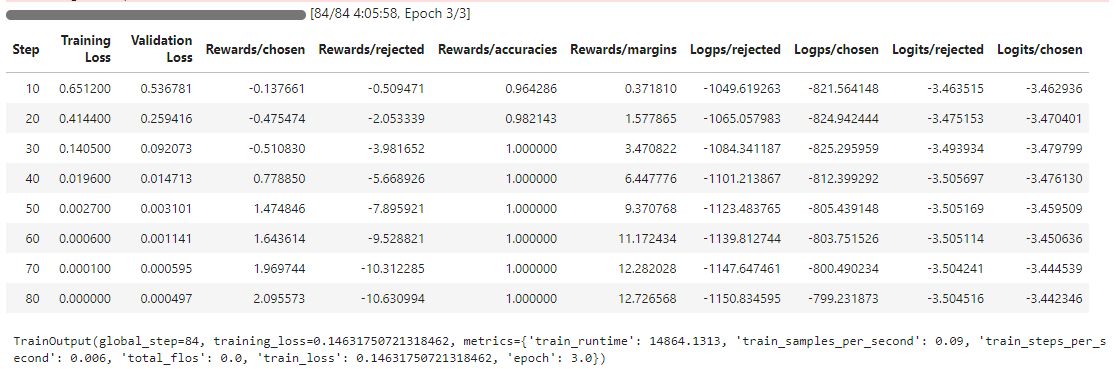 [84/84 4:05:58, Epoch 3/3]
Step Training Loss Validation Loss Rewards/chosen Rewards/rejected Rewards/accuracies Rewards/margins Logps/rejected Logps/chosen Logits/rejected Logits/chosen
10 0.651200 0.536781 -0.137661 -0.509471 0.964286 0.371810 -1049.619263 -821.564148 -3.463515 -3.462936
20 0.414400 0.259416 -0.475474 -2.053339 0.982143 1.577865 -1065.057983 -824.942444 -3.475153 -3.470401
30 0.140500 0.092073 -0.510830 -3.981652 1.000000 3.470822 -1084.341187 -825.295959 -3.493934 -3.479799
40 0.019600 0.014713 0.778850 -5.668926 1.000000 6.447776 -1101.213867 -812.399292 -3.505697 -3.476130
50 0.002700 0.003101 1.474846 -7.895921 1.000000 9.370768 -1123.483765 -805.439148 -3.505169 -3.459509
60 0.000600 0.001141 1.643614 -9.528821 1.000000 11.172434 -1139.812744 -803.751526 -3.505114 -3.450636
70 0.000100 0.000595 1.969744 -10.312285 1.000000 12.282028 -1147.647461 -800.490234 -3.504241 -3.444539
80 0.000000 0.000497 2.095573 -10.630994 1.000000 12.726568 -1150.834595 -799.231873 -3.504516 -3.442346
TrainOutput(global_step=84, training_loss=0.14631750721318462, metrics={'train_runtime': 14864.1313, 'train_samples_per_second': 0.09, 'train_steps_per_s
econd': 0.006, 'total_flos': 0.0, 'train_loss': 0.14631750721318462, 'epoch': 3.0})